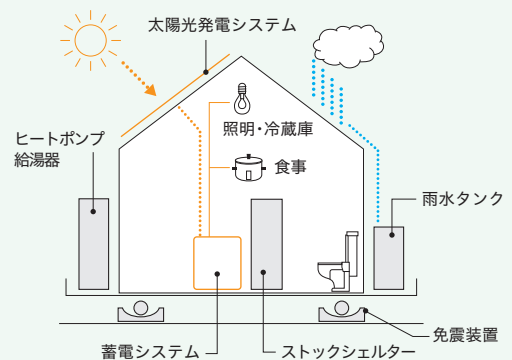 太陽光発電システム
照明・冷蔵庫
ヒートポンプ
給湯器
食事
雨水タンク
免震装置
蓄電システム
ストックシェルター